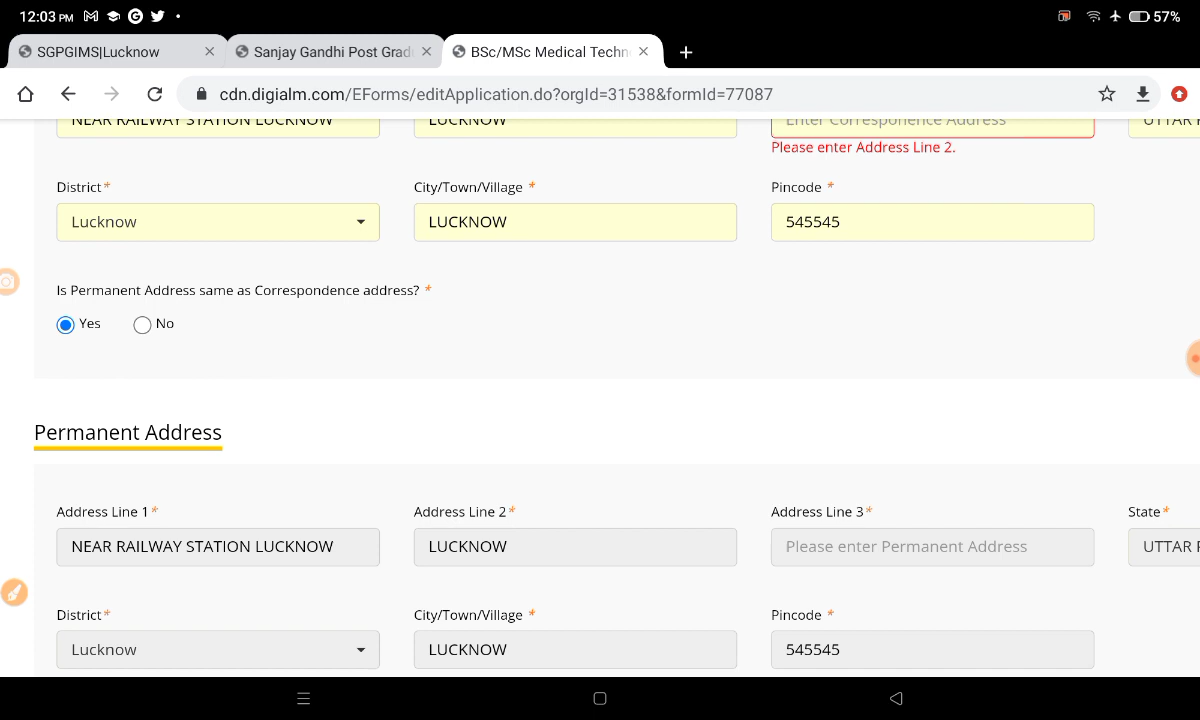 12:03 PM
57%
SGPGIMS|Lucknow
Sanjay Gandhi Post Grad
BSc/MSc Medical Techn
cdn.digialm.com/EForms/editApplication.do?orgId=31538&formId=77087
NEAR RAILWAY STATION LUCKNOW LUCKNOW Enter Corresponence Address UTTAR
Please enter Address Line 2.
District* City/Town/Village * Pincode *
Lucknow LUCKNOW 545545
Is Permanent Address same as Correspondence address? *
Yes No
Permanent Address
Address Line 1* Address Line 2* Address Line 3* State*
NEAR RAILWAY STATION LUCKNOW LUCKNOW Please enter Permanent Address UTTAR
District* City/Town/Village * Pincode *
Lucknow LUCKNOW 545545